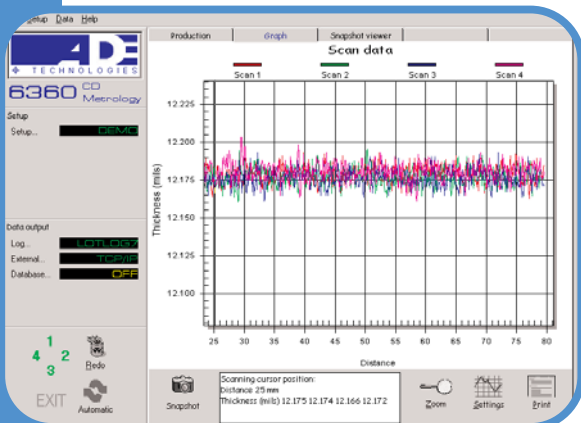 Setup Data Help
ADE
TECHNOLOGIES
6360 CD
Metrology
Setup
Setup... DEMO
Data output
Log... LOTLOG7
External... TCP/IP
Database... OFF
1
4 2
3
Redo
EXIT
Automatic
Production Graph Snapshot viewer
Scan data
Scan 1 Scan 2 Scan 3 Scan 4
Thickness (mils)
12.225
12.200
12.175
12.150
12.125
12.100
25 30 35 40 45 50 55 60 65 70 75 80
Distance
Snapshot
Scanning cursor position:
Distance 25 mm
Thickness (mils) 12.175 12.174 12.166 12.172
Zoom
Settings
Print